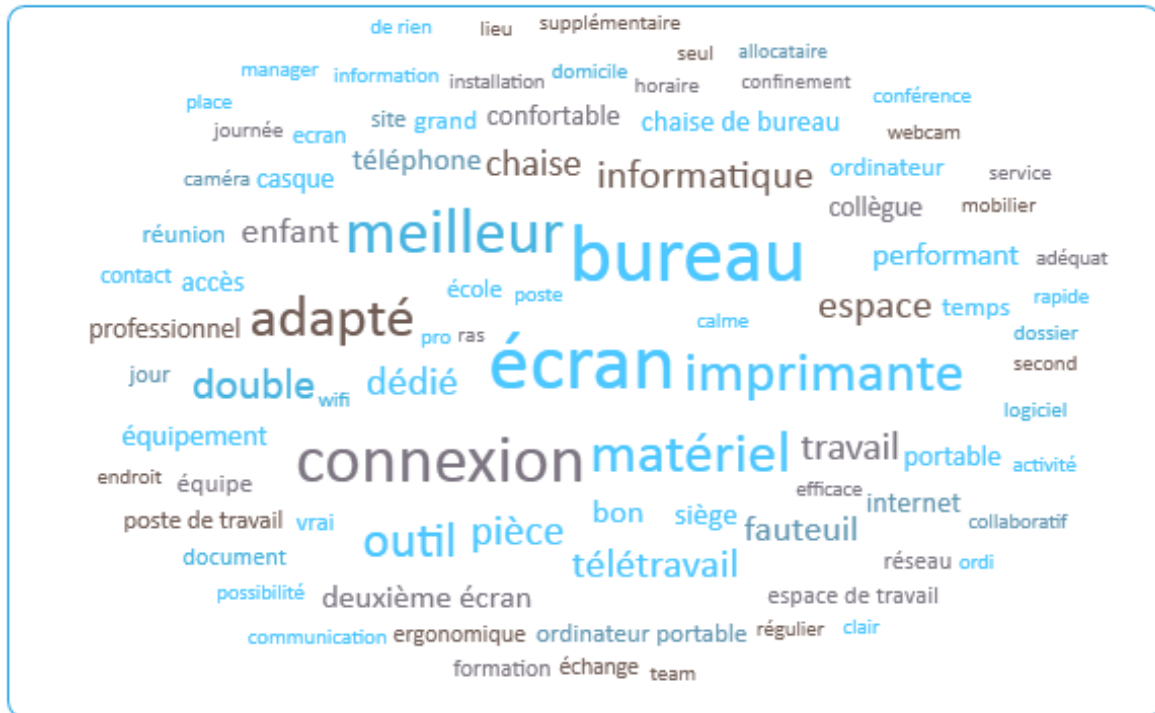 de rien lieu supplémentaire
seul allocataire
manager information installation domicile horaire confinement
place conférence
journée ecran site grand confortable chaise de bureau webcam
téléphone chaise informatique ordinateur service
caméra casque collègue mobilier
réunion enfant meilleur bureau performant adéquat
contact accès école poste espace temps rapide
professionnel adapté pro ras calme dossier
jour double wifi dédié écran imprimante second
logiciel
équipement connexion matériel travail portable activité
endroit équipe efficace internet
poste de travail vrai outil pièce bon siège fauteuil collaboratif
document télétravail réseau ordi
possibilité deuxième écran espace de travail
communication ergonomique ordinateur portable régulier clair
formation échange team